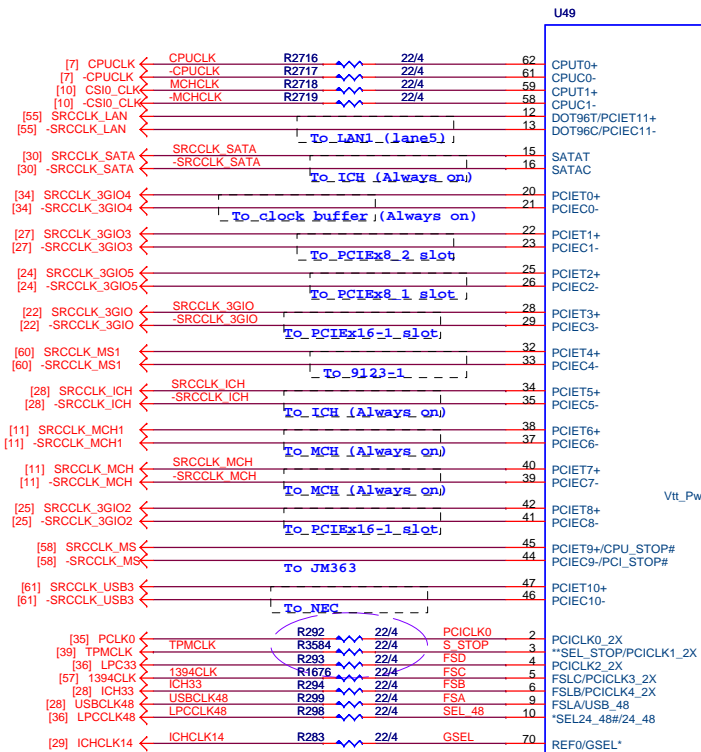 U49
[7] CPUCLK CPUCLK R2716 22/4 62 CPUT0+
[7] -CPUCLK -CPUCLK R2717 22/4 61 CPUC0-
[10] CSI0_CLK MCHCLK R2718 22/4 59 CPUT1+
[10] -CSI0_CLK -MCHCLK R2719 22/4 58 CPUC1-
[55] SRCCLK_LAN 12 DOT96T/PCIET11+
[55] -SRCCLK_LAN 13 DOT96C/PCIEC11-
To LAN1 (lane5)
[30] SRCCLK_SATA SRCCLK_SATA 15 SATAT
[30] -SRCCLK_SATA -SRCCLK_SATA 16 SATAC
To ICH (Always on)
[34] SRCCLK_3GIO4 20 PCIET0+
[34] -SRCCLK_3GIO4 21 PCIEC0-
To clock buffer (Always on)
[27] SRCCLK_3GIO3 22 PCIET1+
[27] -SRCCLK_3GIO3 23 PCIEC1-
To PCIEx8_2 slot
[24] SRCCLK_3GIO5 25 PCIET2+
[24] -SRCCLK_3GIO5 26 PCIEC2-
To PCIEx8_1 slot
[22] SRCCLK_3GIO SRCCLK_3GIO 28 PCIET3+
[22] -SRCCLK_3GIO -SRCCLK_3GIO 29 PCIEC3-
To PCIEx16-1 slot
[60] SRCCLK_MS1 32 PCIET4+
[60] -SRCCLK_MS1 33 PCIEC4-
To 9123-1
[28] SRCCLK_ICH SRCCLK_ICH 34 PCIET5+
[28] -SRCCLK_ICH -SRCCLK_ICH 35 PCIEC5-
To ICH (Always on)
[11] SRCCLK_MCH1 38 PCIET6+
[11] -SRCCLK_MCH1 37 PCIEC6-
To MCH (Always on)
[11] SRCCLK_MCH SRCCLK_MCH 40 PCIET7+
[11] -SRCCLK_MCH -SRCCLK_MCH 39 PCIEC7-
To MCH (Always on)
Vtt_Pw
[25] SRCCLK_3GIO2 42 PCIET8+
[25] -SRCCLK_3GIO2 41 PCIEC8-
To PCIEx16-1 slot
[58] SRCCLK_MS 45 PCIET9+/CPU_STOP#
[58] -SRCCLK_MS 44 PCIEC9-/PCI_STOP#
To JM363
[61] SRCCLK_USB3 47 PCIET10+
[61] -SRCCLK_USB3 46 PCIEC10-
To NEC
[35] PCLK0 R292 22/4 PCICLK0 2 PCICLK0_2X
[39] TPMCLK TPMCLK R3584 22/4 S_STOP 3 **SEL_STOP/PCICLK1_2X
[36] LPC33 R293 22/4 FSD 4 PCICLK2_2X
[57] 1394CLK 1394CLK R1676 22/4 FSC 5 FSLC/PCICLK3_2X
[28] ICH33 ICH33 R294 22/4 FSB 6 FSLB/PCICLK4_2X
[28] USBCLK48 USBCLK48 R299 22/4 FSA 9 FSLA/USB_48
[36] LPCCLK48 LPCCLK48 R298 22/4 SEL_48 10 *SEL24_48#/24_48
[29] ICHCLK14 ICHCLK14 R283 22/4 GSEL 70 REF0/GSEL*